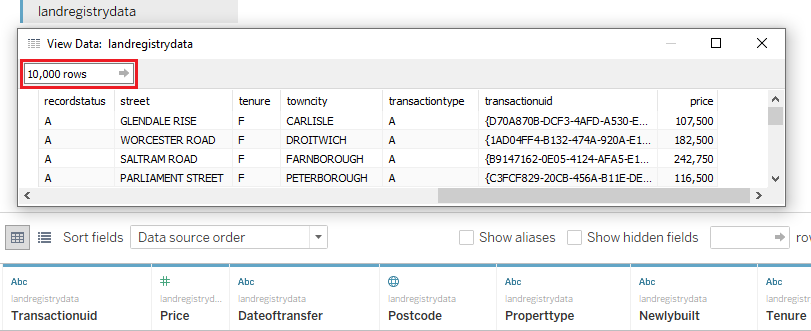 landregistrydata
View Data: landregistrydata
10,000 rows
recordstatus street tenure towncity transactiontype transactionuid price
A GLENDALE RISE F CARLISLE A {D70A870B-DCF3-4AFD-A530-E... 107,500
A WORCESTER ROAD F DROITWICH A {1AD04FF4-B132-474A-920A-E1... 182,500
A SALTRAM ROAD F FARNBOROUGH A {B9147162-0E05-4124-AFA5-E1... 242,750
A PARLIAMENT STREET F PETERBOROUGH A {C3FCF829-20CB-456A-B11E-DE... 116,500
Sort fields Data source order Show aliases Show hidden fields
Abc # Abc Abc Abc Abc
landregistrydata landregistryd... landregistrydata landregistrydata landregistrydata landregistrydata landregistrydata
Transactionuid Price Dateoftransfer Postcode Propertytype Newlybuilt Tenure